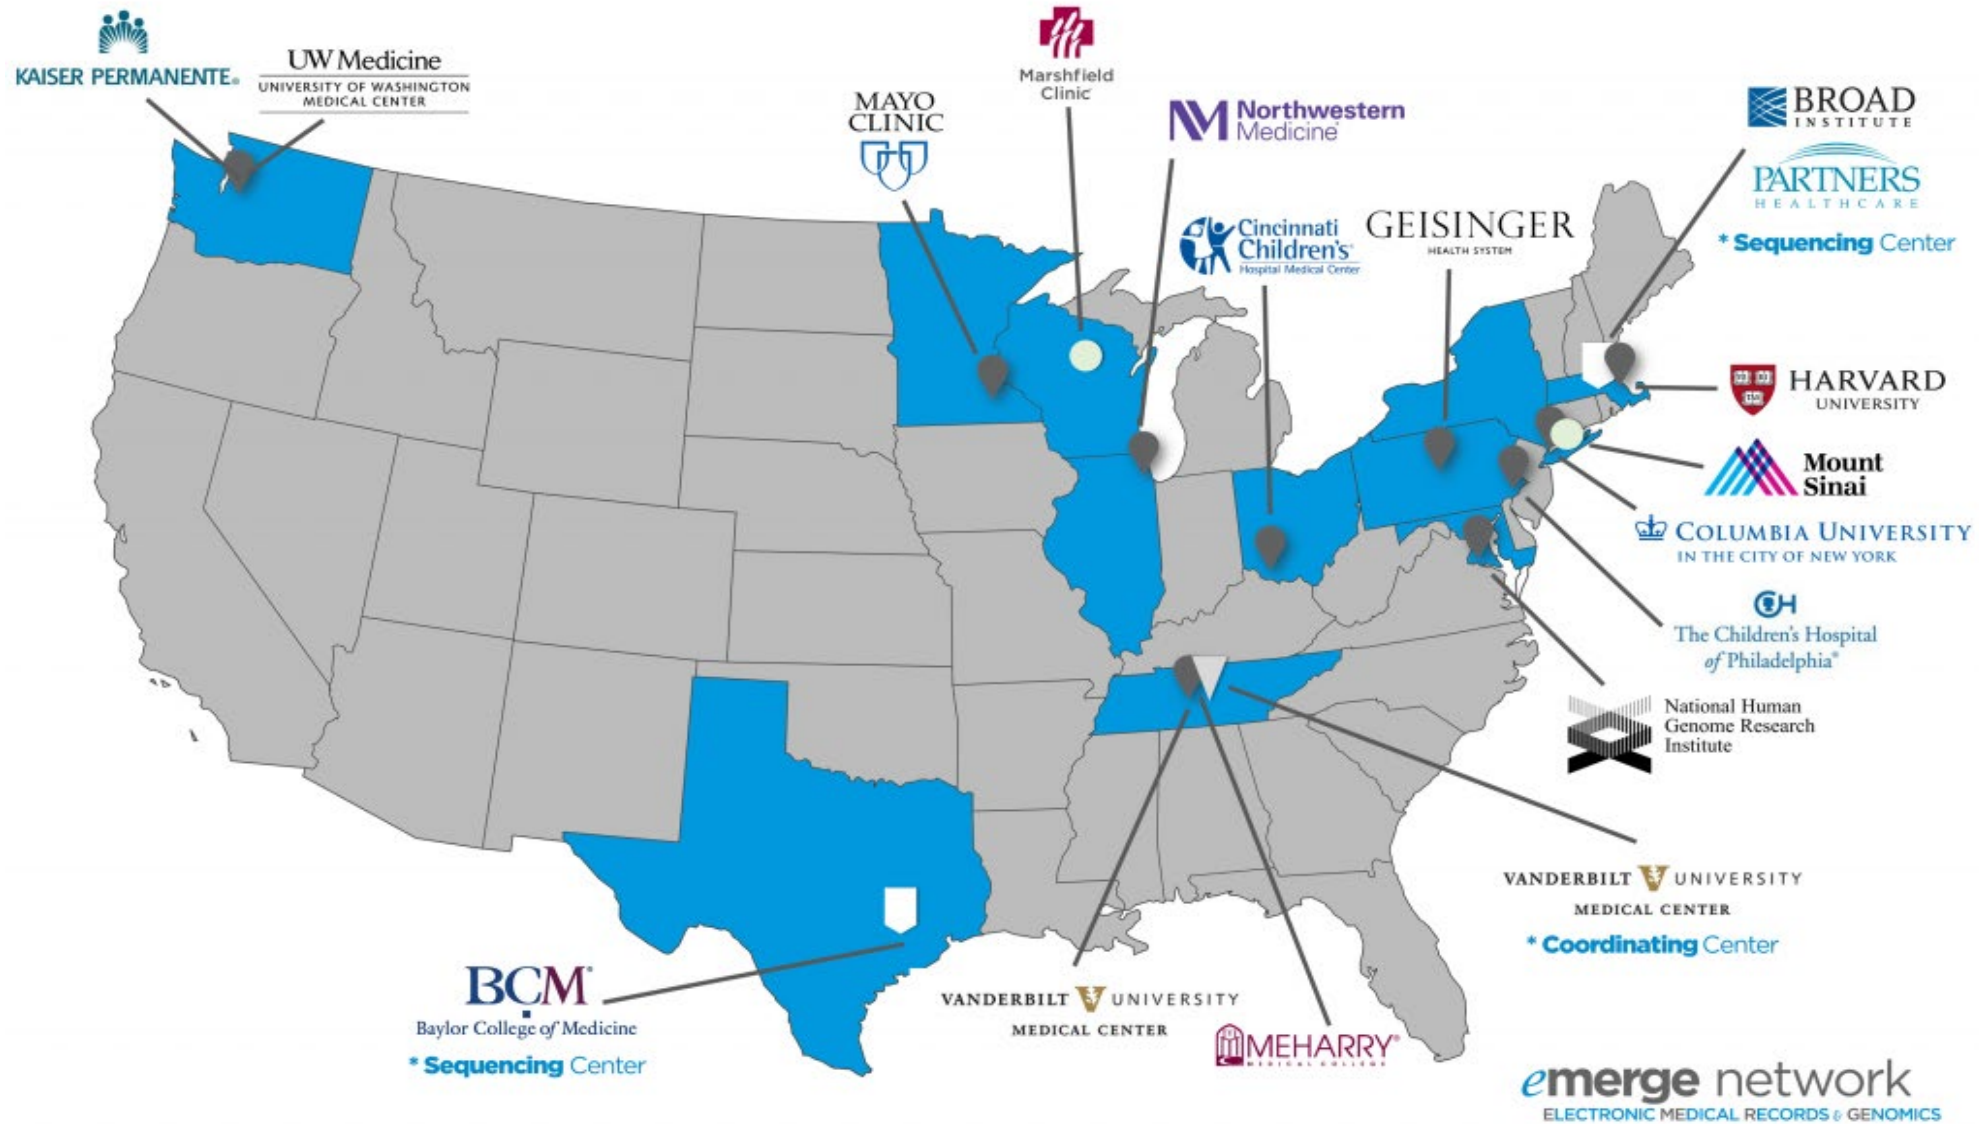 KAISER PERMANENTE®
UW Medicine
UNIVERSITY OF WASHINGTON
MEDICAL CENTER
MAYO
CLINIC
Marshfield
Clinic
Northwestern
Medicine
Cincinnati
Children's
Hospital Medical Center
GEISINGER
HEALTH SYSTEM
BROAD
INSTITUTE
PARTNERS
HEALTHCARE
* Sequencing Center
HARVARD
UNIVERSITY
Mount
Sinai
COLUMBIA UNIVERSITY
IN THE CITY OF NEW YORK
CH
The Children's Hospital
of Philadelphia®
National Human
Genome Research
Institute
VANDERBILT V UNIVERSITY
MEDICAL CENTER
* Coordinating Center
BCM
Baylor College of Medicine
* Sequencing Center
VANDERBILT V UNIVERSITY
MEDICAL CENTER
MEHARRY®
MEDICAL COLLEGE
emerge network
ELECTRONIC MEDICAL RECORDS & GENOMICS